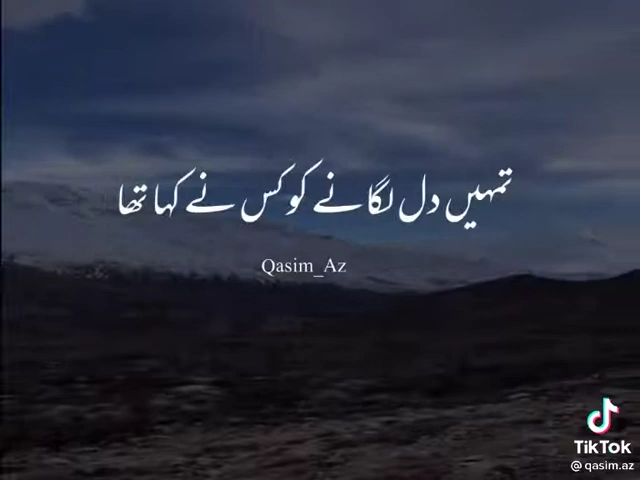 تمہیں دل لگانے کو کس نے کہا تھا
Qasim_Az
TikTok
@qasim.az